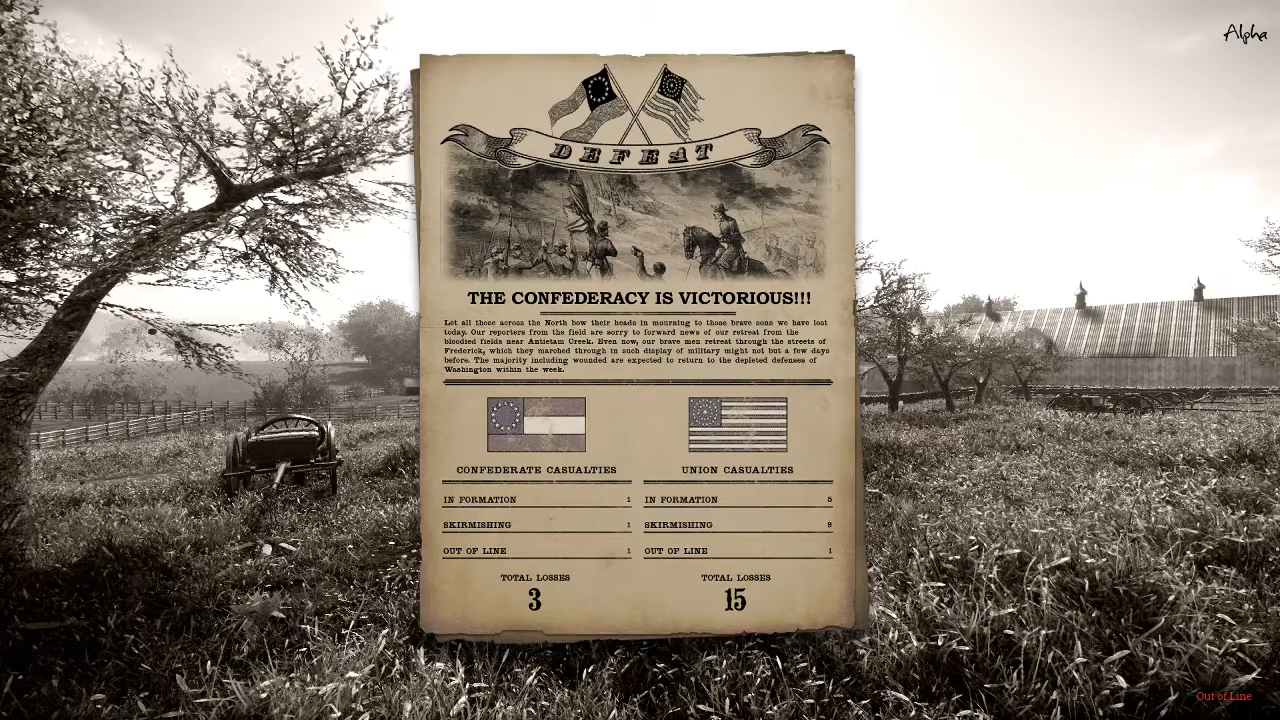 Alpha
DEFEAT
THE CONFEDERACY IS VICTORIOUS!!!
Let all those across the North bow their heads in mourning to those brave sons we have lost
today. Our reporters from the field are sorry to forward news of our retreat from the
bloodied fields near Antietam Creek. Even now, our brave men retreat through the streets of
Frederick, which they marched through in such display of military might not but a few days
before. The majority including wounded are expected to return to the depleted defenses of
Washington within the week.
CONFEDERATE CASUALTIES
IN FORMATION 1
SKIRMISHING 1
OUT OF LINE 1
TOTAL LOSSES
3
UNION CASUALTIES
IN FORMATION 5
SKIRMISHING 9
OUT OF LINE 1
TOTAL LOSSES
15
Out of Line